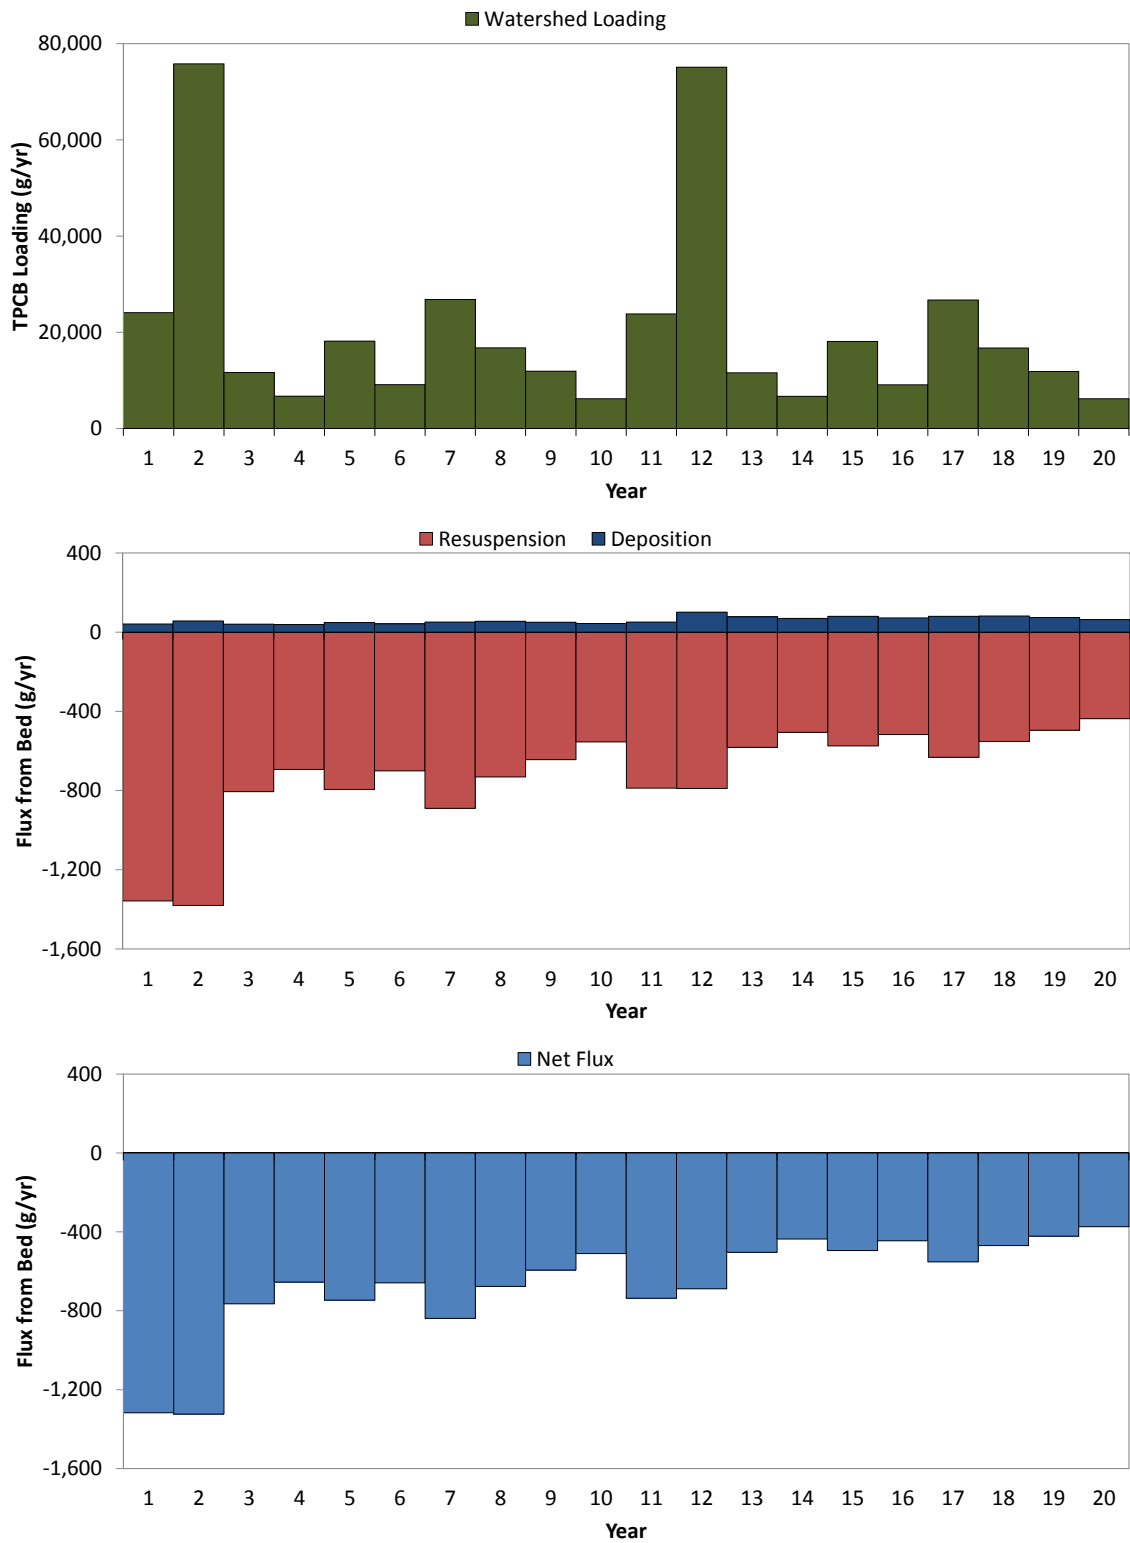 Watershed Loading
TPCB Loading (g/yr)
80,000
60,000
40,000
20,000
0
1 2 3 4 5 6 7 8 9 10 11 12 13 14 15 16 17 18 19 20
Year
Resuspension Deposition
Flux from Bed (g/yr)
400
0
-400
-800
-1,200
-1,600
1 2 3 4 5 6 7 8 9 10 11 12 13 14 15 16 17 18 19 20
Year
Net Flux
Flux from Bed (g/yr)
400
0
-400
-800
-1,200
-1,600
1 2 3 4 5 6 7 8 9 10 11 12 13 14 15 16 17 18 19 20
Year